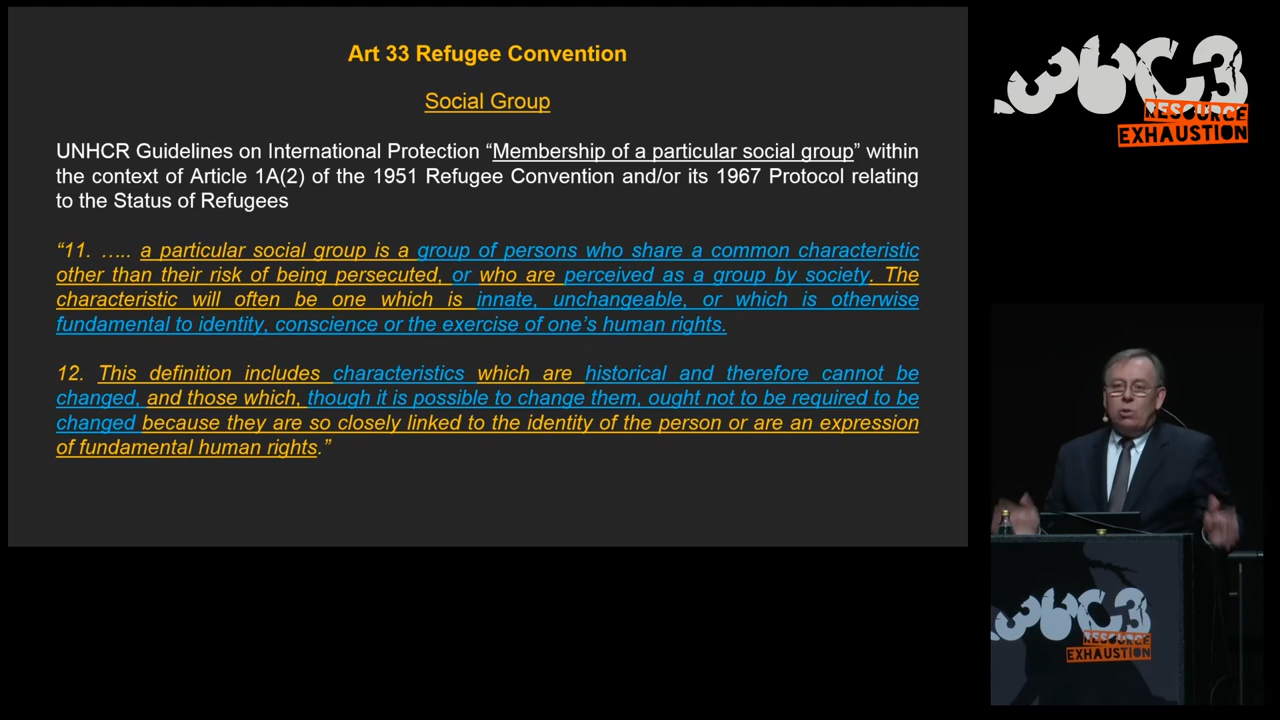 Art 33 Refugee Convention
Social Group
UNHCR Guidelines on International Protection “Membership of a particular social group” within
the context of Article 1A(2) of the 1951 Refugee Convention and/or its 1967 Protocol relating
to the Status of Refugees
“11. ….. a particular social group is a group of persons who share a common characteristic
other than their risk of being persecuted, or who are perceived as a group by society. The
characteristic will often be one which is innate, unchangeable, or which is otherwise
fundamental to identity, conscience or the exercise of one’s human rights.
12. This definition includes characteristics which are historical and therefore cannot be
changed, and those which, though it is possible to change them, ought not to be required to be
changed because they are so closely linked to the identity of the person or are an expression
of fundamental human rights.”
36C3
RESOURCE
EXHAUSTION
36C3
RESOURCE
EXHAUSTION